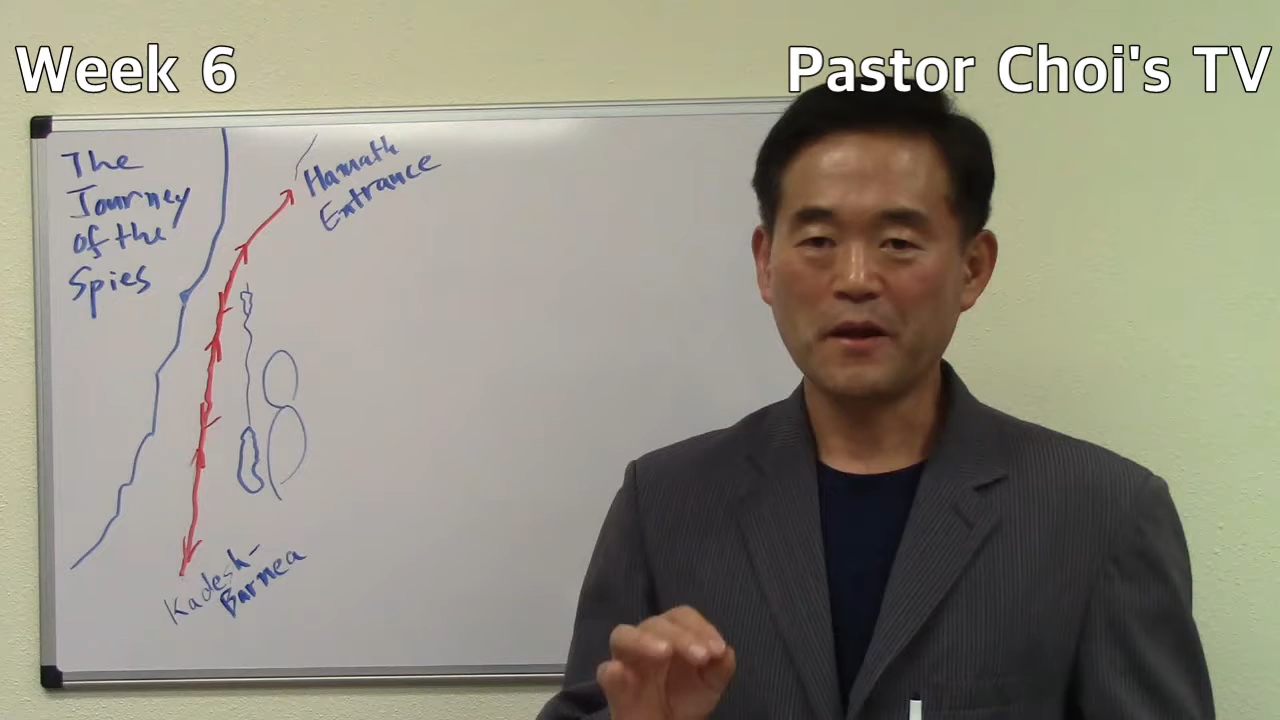 Week 6
Pastor Choi's TV
The
Journey
of the
Spies
Hamath
Entrance
Kadesh-
Barnea